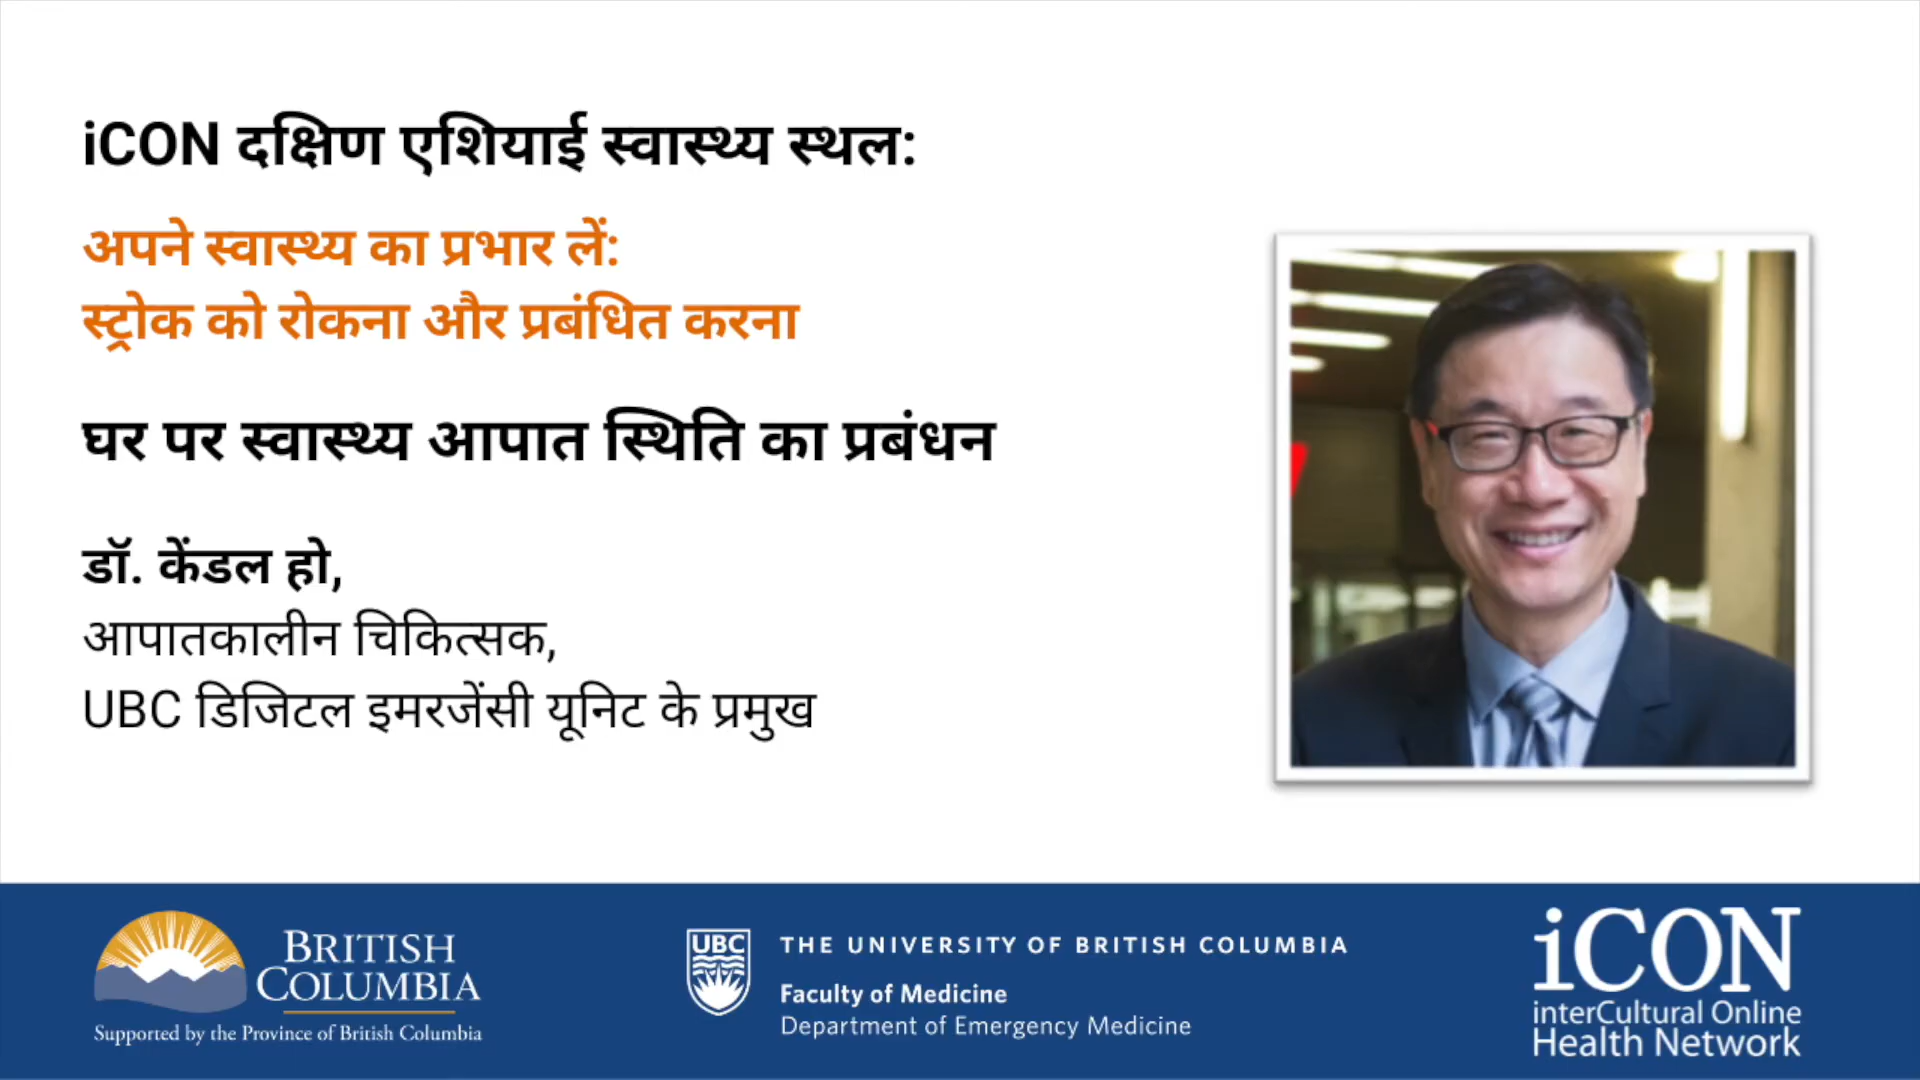 iCON दक्षिण एशियाई स्वास्थ्य स्थल:
अपने स्वास्थ्य का प्रभार लें:
स्ट्रोक को रोकना और प्रबंधित करना
घर पर स्वास्थ्य आपात स्थिति का प्रबंधन
डॉ. केंडल हो,
आपातकालीन चिकित्सक,
UBC डिजिटल इमरजेंसी यूनिट के प्रमुख
BRITISH
COLUMBIA
Supported by the Province of British Columbia
UBC
THE UNIVERSITY OF BRITISH COLUMBIA
Faculty of Medicine
Department of Emergency Medicine
iCON
interCultural Online
Health Network